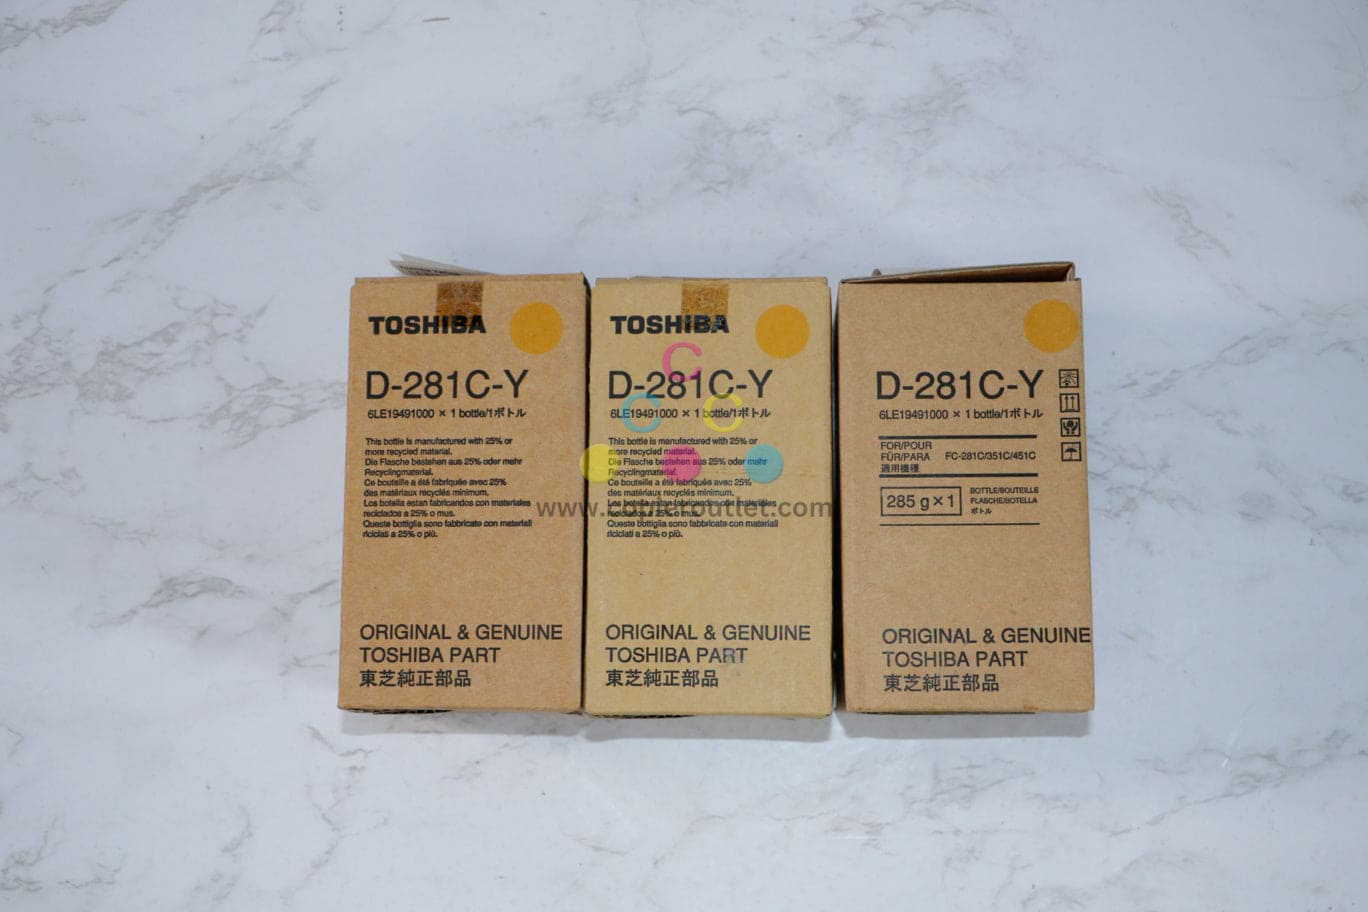 TOSHIBA
D-281C-Y
6LE19491000 × 1 bottle/1ボトル
This bottle is manufactured with 25% or
more recycled material.
Die Flasche bestehen aus 25% oder mehr
Recyclingmaterial.
Ce bouteille a été fabriquée avec 25%
des matériaux recyclés minimum.
Los botella estan fabricandos con materiales
reciclados a 25% o mus.
Queste bottiglia sono fabbricate con materiali
riciclati a 25% o più.
ORIGINAL & GENUINE
TOSHIBA PART
東芝純正部品
TOSHIBA
D-281C-Y
6LE19491000 × 1 bottle/1ボトル
This bottle is manufactured with 25% or
more recycled material.
Die Flasche bestehen aus 25% oder mehr
Recyclingmaterial.
Ce bouteille a été fabriquée avec 25%
des matériaux recyclés minimum.
Los botella estan fabricandos con materiales
reciclados a 25% o mus.
Queste bottiglia sono fabbricate con materiali
riciclati a 25% o più.
ORIGINAL & GENUINE
TOSHIBA PART
東芝純正部品
C
C C
www.copieroutlet.com
D-281C-Y
6LE19491000 × 1 bottle/1ボトル
FOR/POUR
FÜR/PARA FC-281C/351C/451C
適用機種
285 g×1
BOTTLE/BOUTEILLE
FLASCHE/BOTELLA
ボトル
ORIGINAL & GENUINE
TOSHIBA PART
東芝純正部品